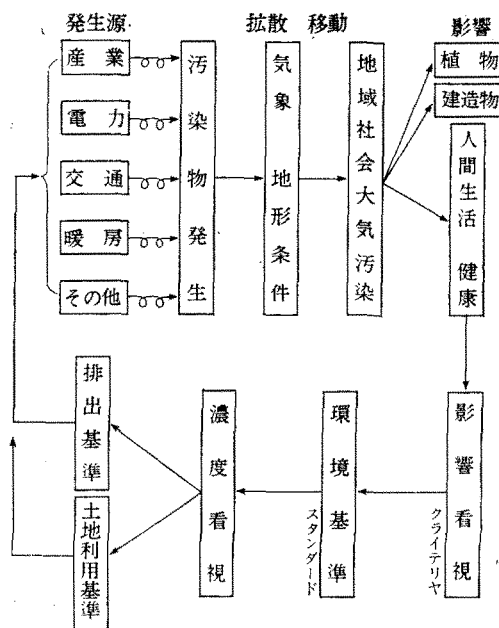 発生源
拡散 移動
影響
産業
電力
交通
暖房
その他
汚染物発生
気象 地形条件
地域社会大気汚染
植物
建造物
人間生活 健康
影響看視
クライテリヤ
環境基準
スタンダード
濃度看視
排出基準
土地利用基準